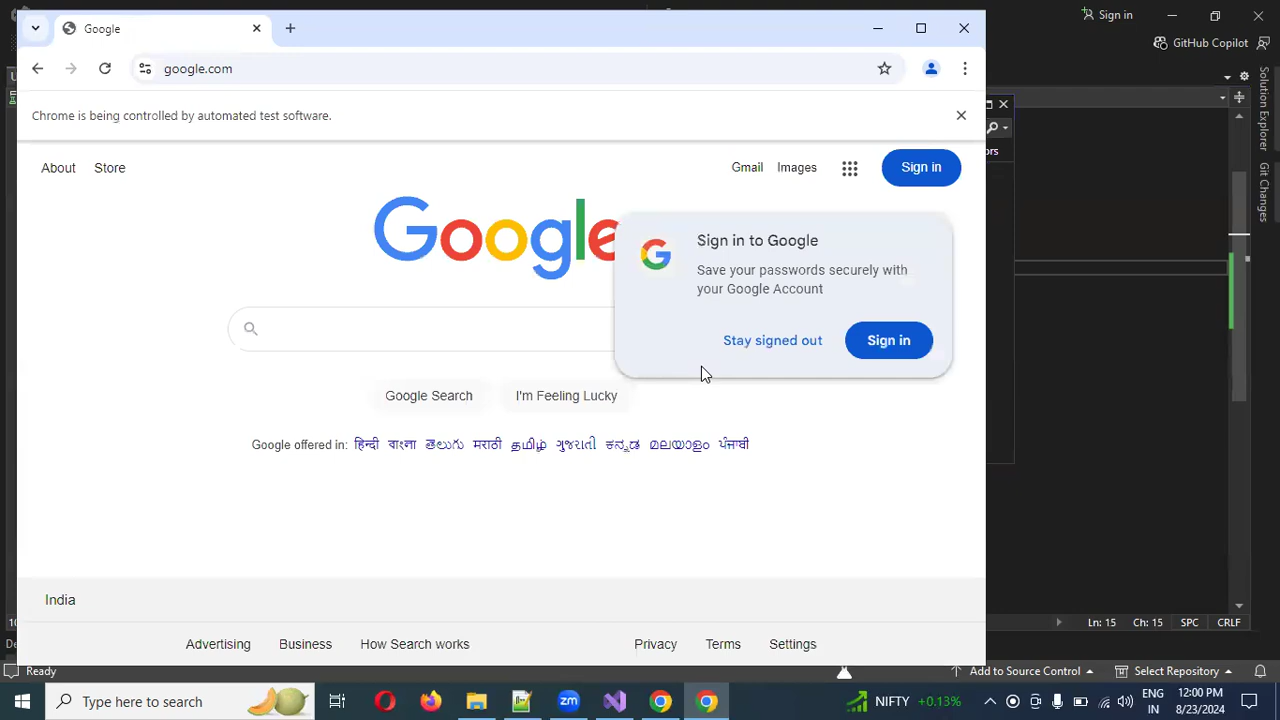 Google
Sign in
GitHub Copilot
google.com
Chrome is being controlled by automated test software.
About Store
Gmail Images Sign in
Google
Sign in to Google
Save your passwords securely with
your Google Account
Stay signed out Sign in
Google Search I'm Feeling Lucky
Google offered in: हिन्दी বাংলা తెలుగు मराठी தமிழ் ગુજરાતી ಕನ್ನಡ മലയാളം ਪੰਜਾਬੀ
India
Advertising Business How Search works Privacy Terms Settings
Solution Explorer
Git Changes
Ln: 15 Ch: 15 SPC CRLF
Ready Add to Source Control Select Repository
Type here to search
zm
NIFTY +0.13%
ENG
IN
12:00 PM
8/23/2024